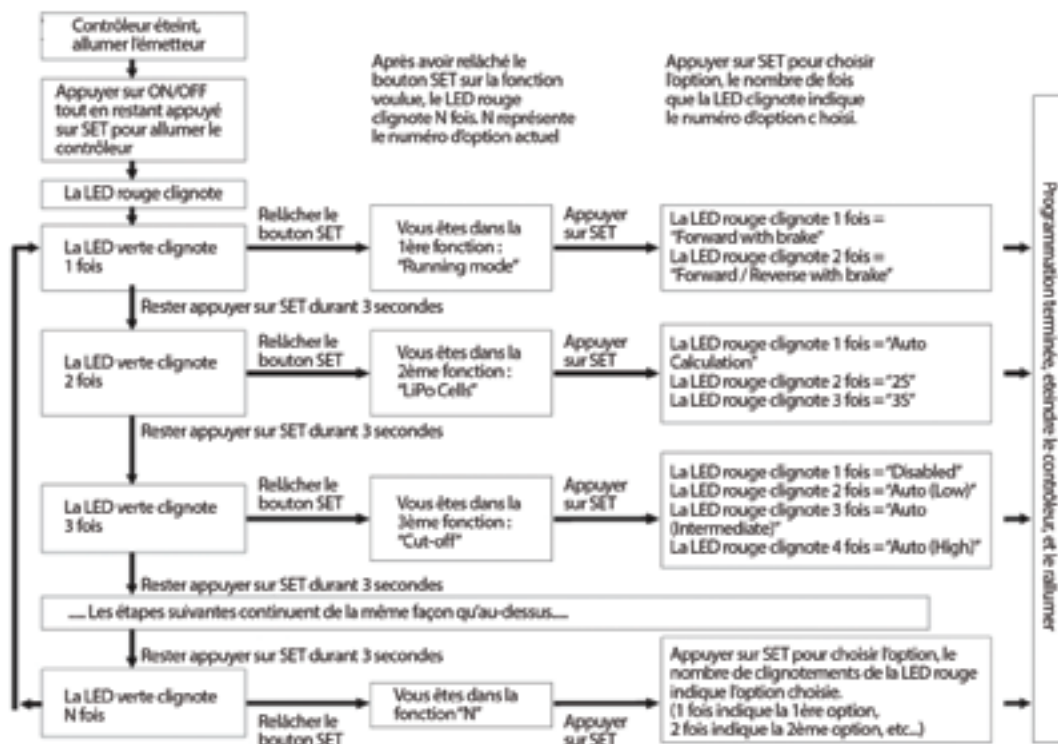 Contrôleur éteint,
allumer l'émetteur
Appuyer sur ON/OFF
tout en restant appuyé
sur SET pour allumer le
contrôleur
Après avoir relâché le
bouton SET sur la fonction
voulue, le LED rouge
clignote N fois. N représente
le numéro d'option actuel
Appuyer sur SET pour choisir
l'option, le nombre de fois
que la LED clignote indique
le numéro d'option c hoisi.
La LED rouge clignote
La LED verte clignote
1 fois
Relâcher le
bouton SET
Vous êtes dans la
1ère fonction :
"Running mode"
Appuyer
sur SET
La LED rouge clignote 1 fois =
"Forward with brake"
La LED rouge clignote 2 fois =
"Forward / Reverse with brake"
Rester appuyer sur SET durant 3 secondes
La LED verte clignote
2 fois
Relâcher le
bouton SET
Vous êtes dans la
2ème fonction :
"LiPo Cells"
Appuyer
sur SET
La LED rouge clignote 1 fois = "Auto
Calculation"
La LED rouge clignote 2 fois = "2S"
La LED rouge clignote 3 fois = "3S"
Rester appuyer sur SET durant 3 secondes
La LED verte clignote
3 fois
Relâcher le
bouton SET
Vous êtes dans la
3ème fonction :
"Cut-off"
Appuyer
sur SET
La LED rouge clignote 1 fois = "Disabled"
La LED rouge clignote 2 fois = "Auto (Low)"
La LED rouge clignote 3 fois = "Auto
(Intermediate)"
La LED rouge clignote 4 fois = "Auto (High)"
Rester appuyer sur SET durant 3 secondes
..... Les étapes suivantes continuent de la même façon qu'au-dessus.....
Rester appuyer sur SET durant 3 secondes
La LED verte clignote
N fois
Relâcher le
bouton SET
Vous êtes dans la
fonction "N"
Appuyer
sur SET
Appuyer sur SET pour choisir l'option, le
nombre de clignotements de la LED rouge
indique l'option choisie.
(1 fois indique la 1ère option,
2 fois indique la 2ème option, etc...)
Programmation terminée, éteindre le contrôleur, et le rallumer